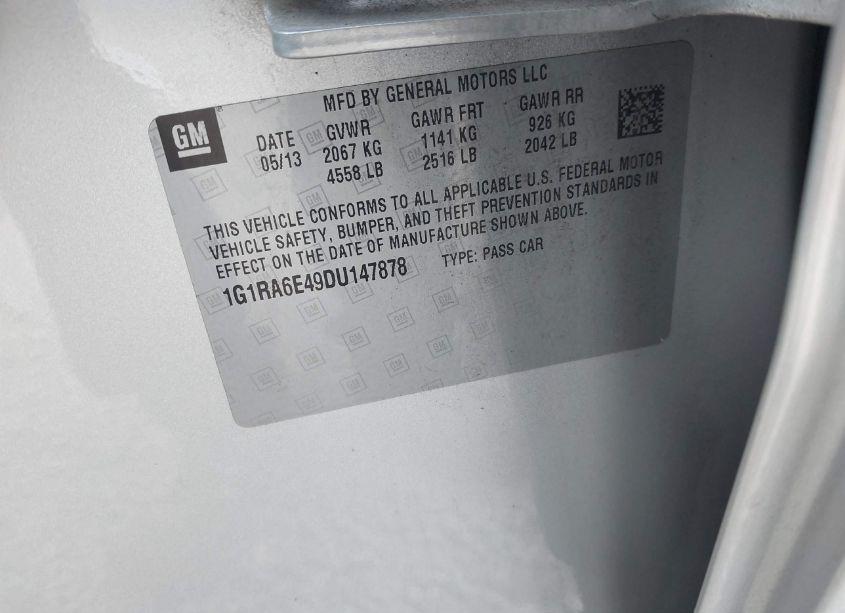 MFD BY GENERAL MOTORS LLC
GM
DATE GVWR GAWR FRT GAWR RR
05/13 2067 KG 1141 KG 926 KG
4558 LB 2516 LB 2042 LB
THIS VEHICLE CONFORMS TO ALL APPLICABLE U.S. FEDERAL MOTOR
VEHICLE SAFETY, BUMPER, AND THEFT PREVENTION STANDARDS IN
EFFECT ON THE DATE OF MANUFACTURE SHOWN ABOVE.
1G1RA6E49DU147878 TYPE: PASS CAR